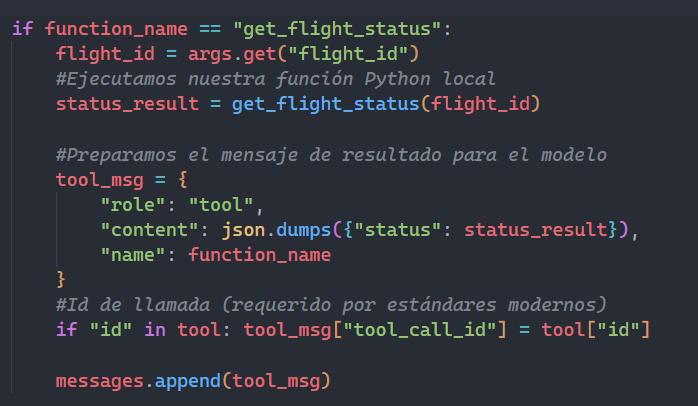 if function_name == "get_flight_status":
    flight_id = args.get("flight_id")
    #Ejecutamos nuestra función Python local
    status_result = get_flight_status(flight_id)

    #Preparamos el mensaje de resultado para el modelo
    tool_msg = {
        "role": "tool",
        "content": json.dumps({"status": status_result}),
        "name": function_name
    }
    #Id de llamada (requerido por estándares modernos)
    if "id" in tool: tool_msg["tool_call_id"] = tool["id"]

    messages.append(tool_msg)